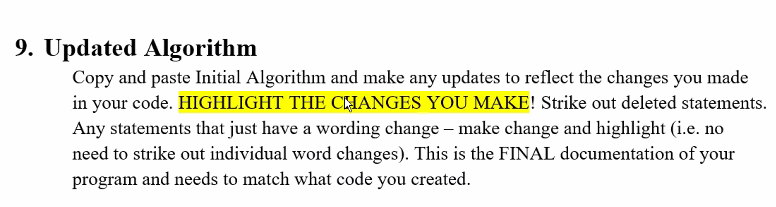 9. Updated Algorithm
Copy and paste Initial Algorithm and make any updates to reflect the changes you made
in your code. HIGHLIGHT THE CHANGES YOU MAKE! Strike out deleted statements.
Any statements that just have a wording change – make change and highlight (i.e. no
need to strike out individual word changes). This is the FINAL documentation of your
program and needs to match what code you created.